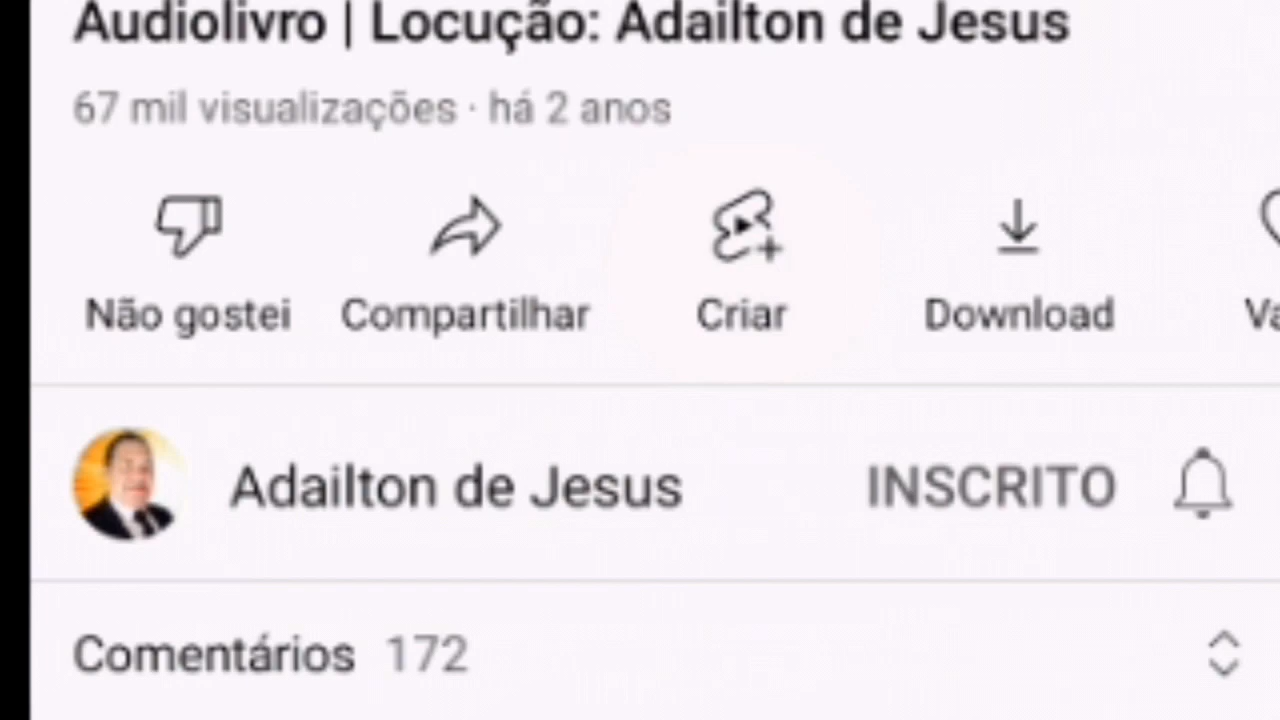 Audiolivro | Locução: Adailton de Jesus
67 mil visualizações · há 2 anos
Não gostei Compartilhar Criar Download
Adailton de Jesus INSCRITO
Comentários 172